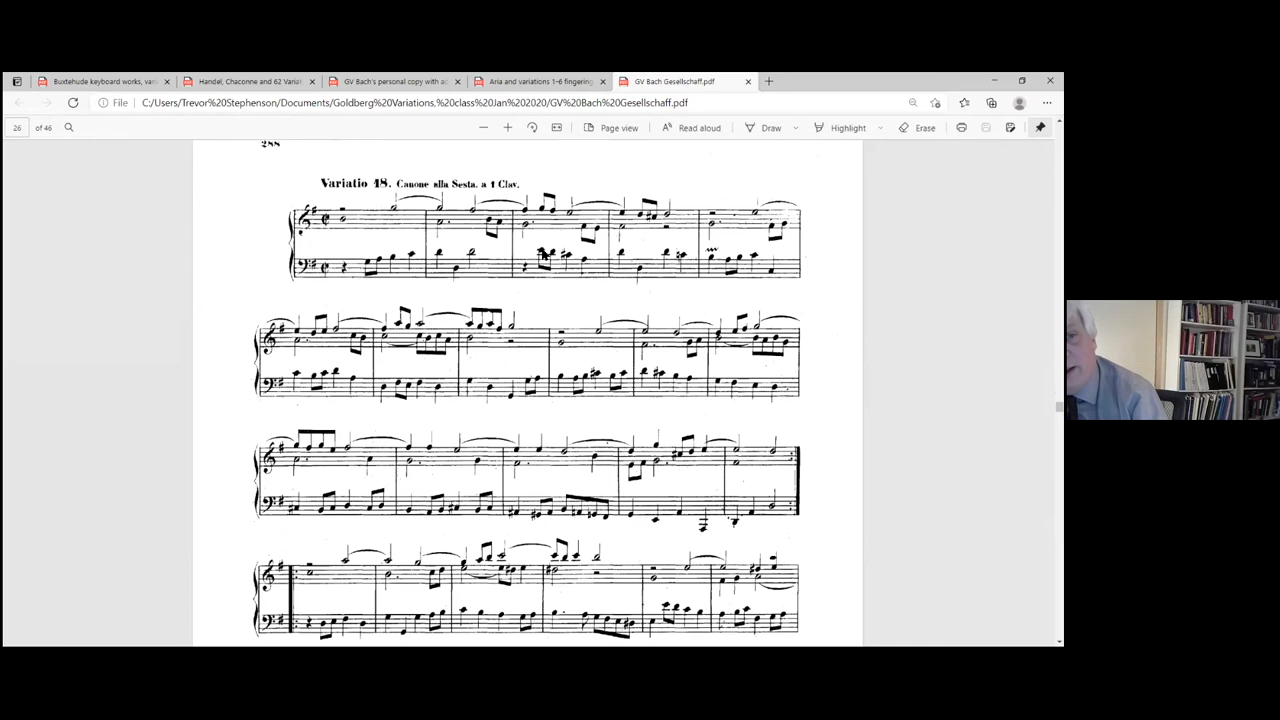 Buxtehude keyboard works, va
Handel, Chaconne and 62 Variat
GV Bach's personal copy with ac
Aria and variations 1-6 fingering
GV Bach Gesellschaff.pdf
File
C:/Users/Trevor%20Stephenson/Documents/Goldberg%20Variations,%20class%20Jan%202020/GV%20Bach%20Gesellschaff.pdf
26 of 46
Page view
Read aloud
Draw
Highlight
Erase
288
Variatio 18. Canone alla Sesta. a 1 Clav.